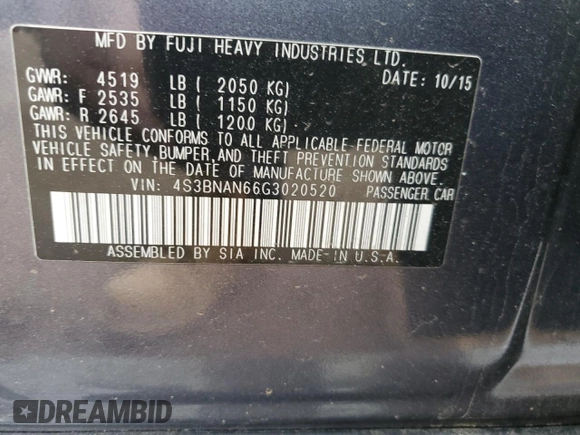 MFD BY FUJI HEAVY INDUSTRIES LTD.
GVWR: 4519 LB ( 2050 KG) DATE: 10/15
GAWR: F 2535 LB ( 1150 KG)
GAWR: R 2645 LB ( 1200 KG)
THIS VEHICLE CONFORMS TO ALL APPLICABLE FEDERAL MOTOR
VEHICLE SAFETY, BUMPER, AND THEFT PREVENTION STANDARDS
IN EFFECT ON THE DATE OF MANUFACTURE SHOWN ABOVE.
VIN: 4S3BNAN66G3020520 PASSENGER CAR
ASSEMBLED BY SIA INC. MADE IN U.S.A.
DREAMBID